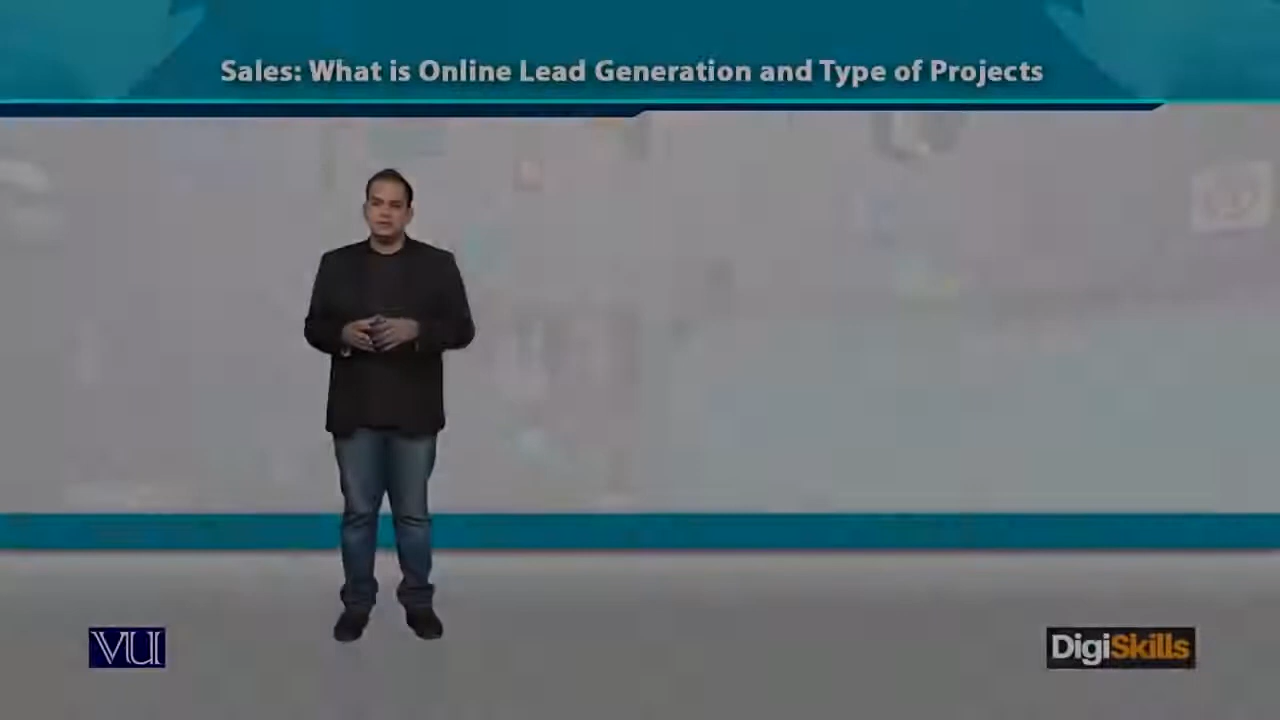 Sales: What is Online Lead Generation and Type of Projects
VU
DigiSkills